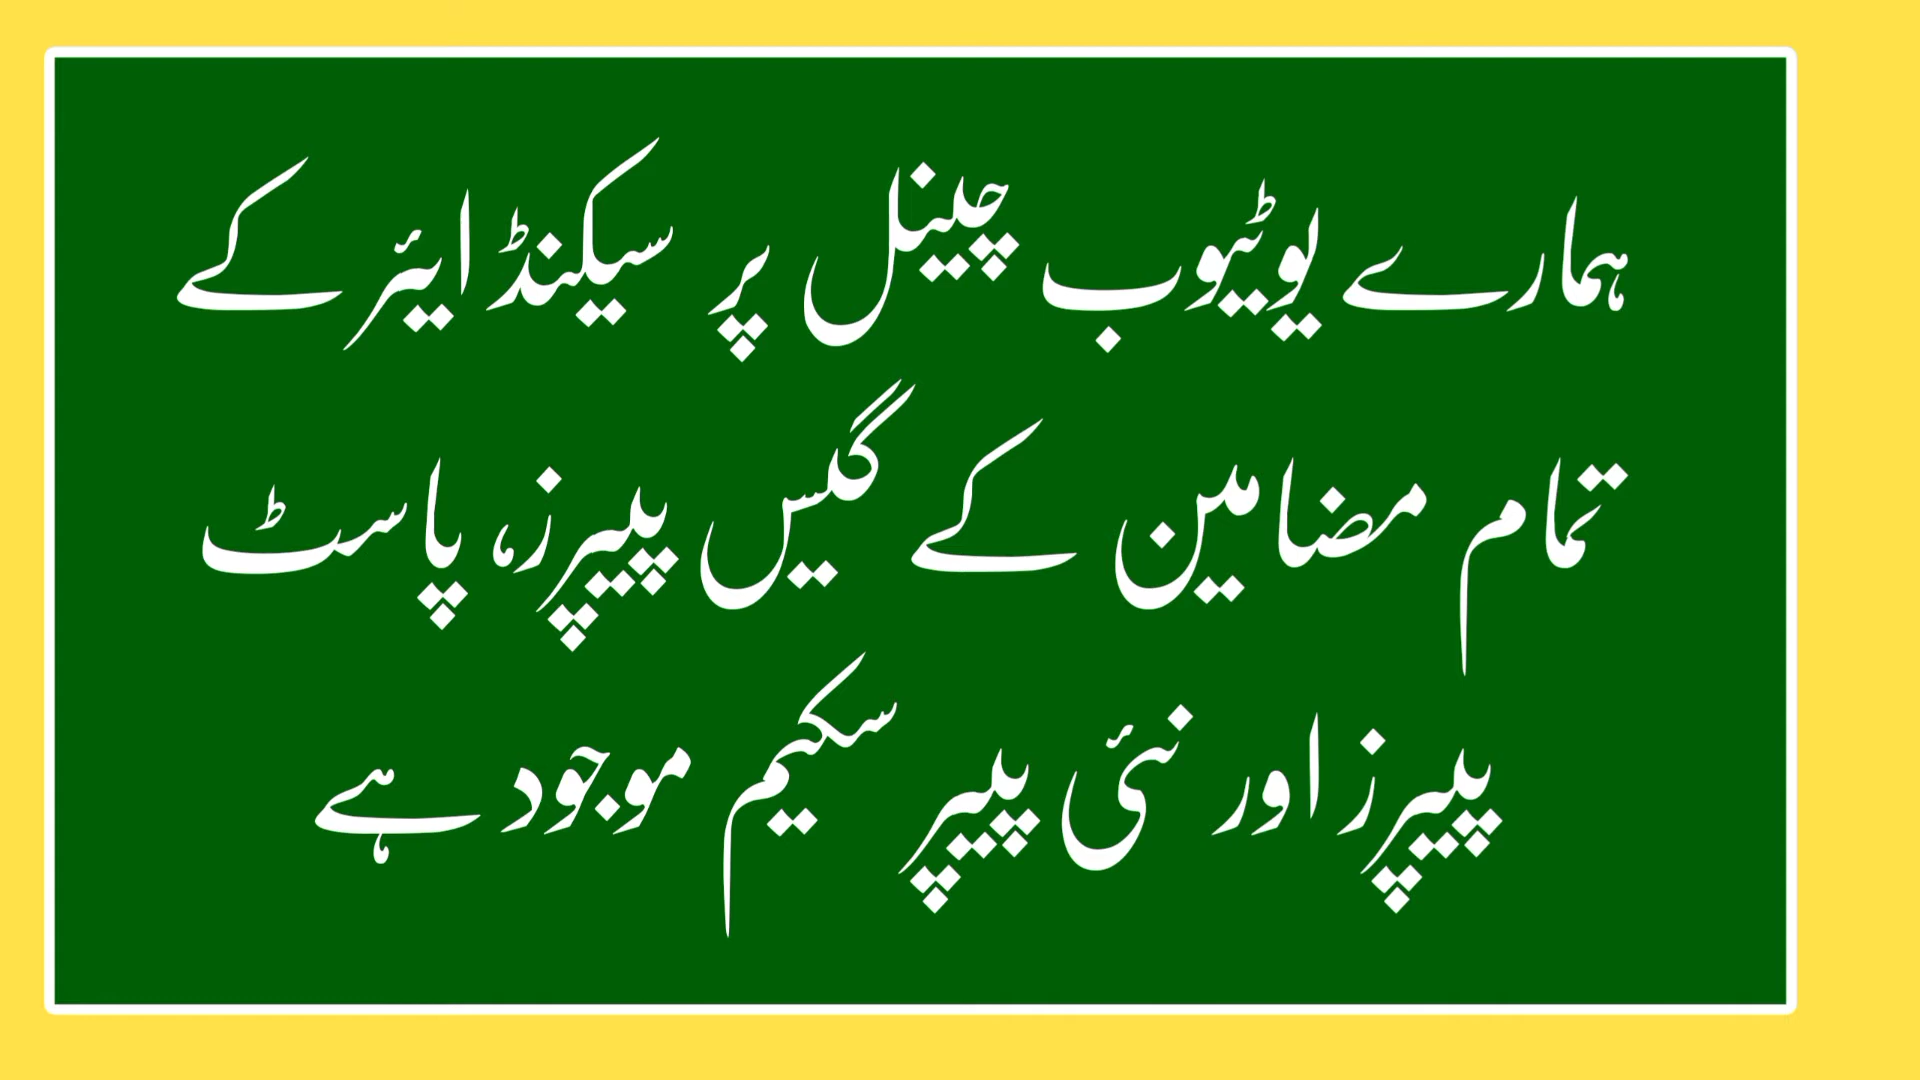 ہمارے یوٹیوب چینل پر سیکنڈ ایئر کے
تمام مضامین کے گیس پیپرز، پاسٹ
پیپرز اور نئی پیپر سکیم موجود ہے